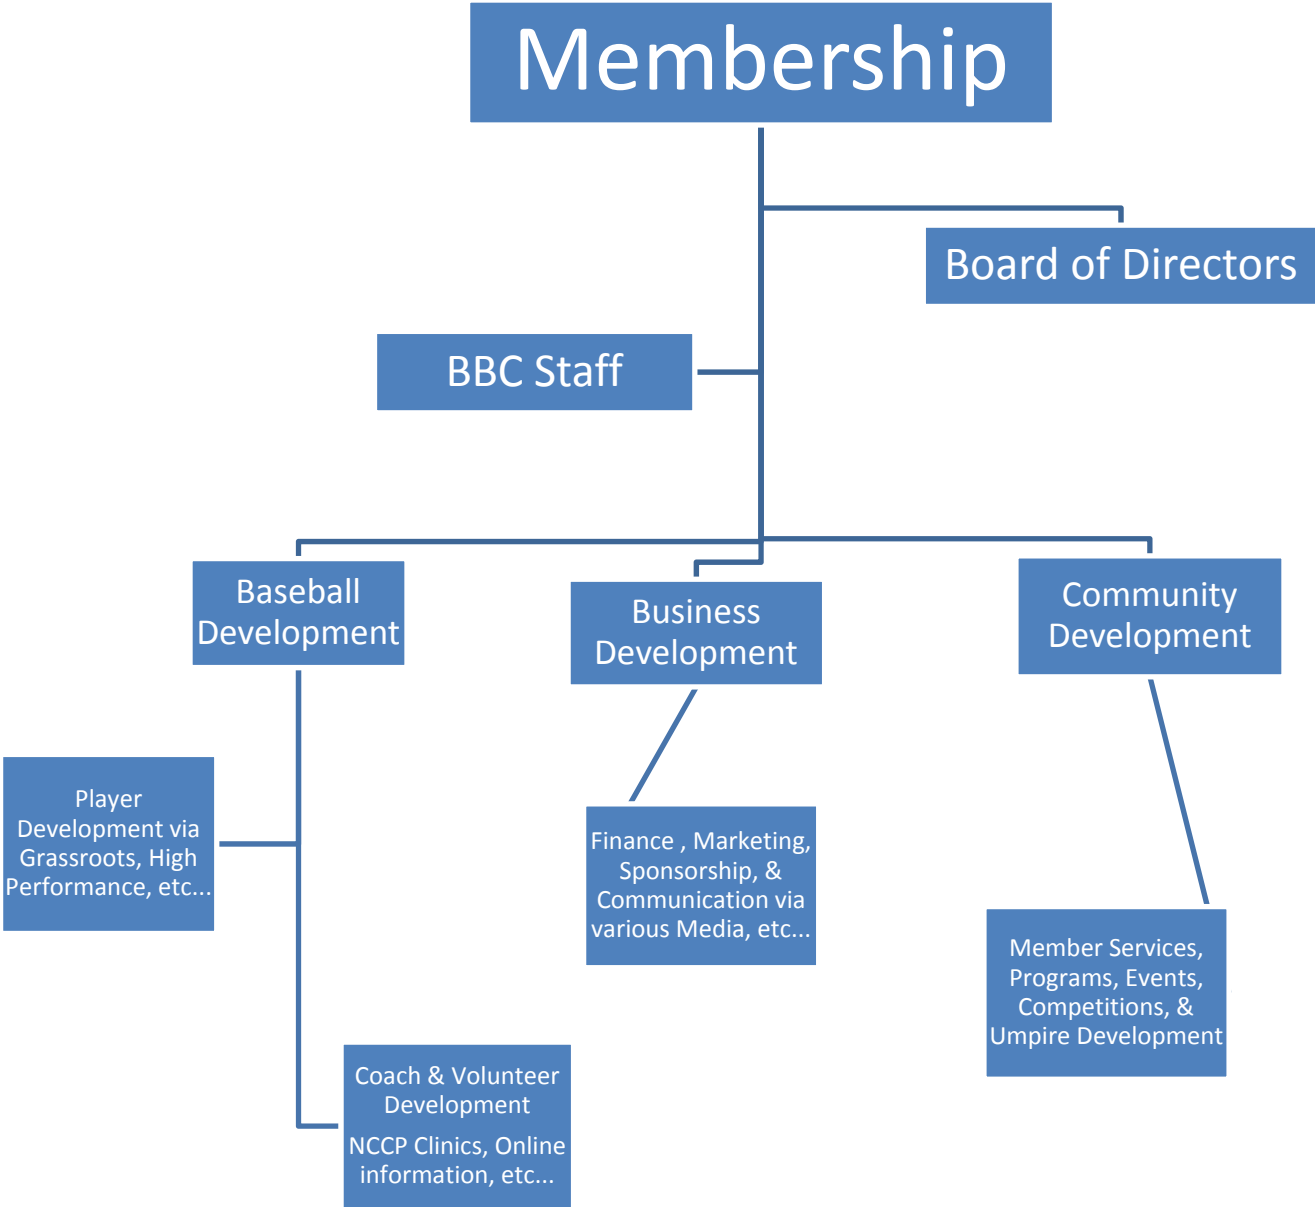 Membership
Board of Directors
BBC Staff
Baseball
Development
Business
Development
Community
Development
Player
Development via
Grassroots, High
Performance, etc...
Finance , Marketing,
Sponsorship, &
Communication via
various Media, etc...
Member Services,
Programs, Events,
Competitions, &
Umpire Development
Coach & Volunteer
Development
NCCP Clinics, Online
information, etc...